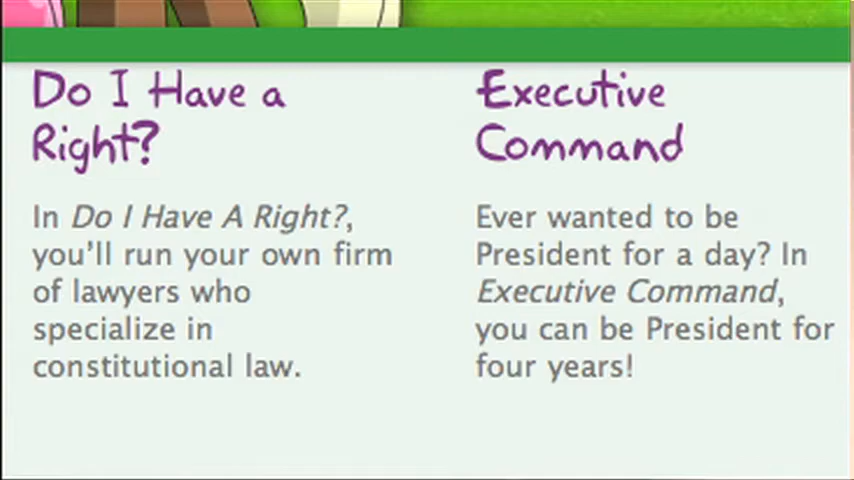 Do I Have a
Right?
In Do I Have A Right?,
you'll run your own firm
of lawyers who
specialize in
constitutional law.
Executive
Command
Ever wanted to be
President for a day? In
Executive Command,
you can be President for
four years!